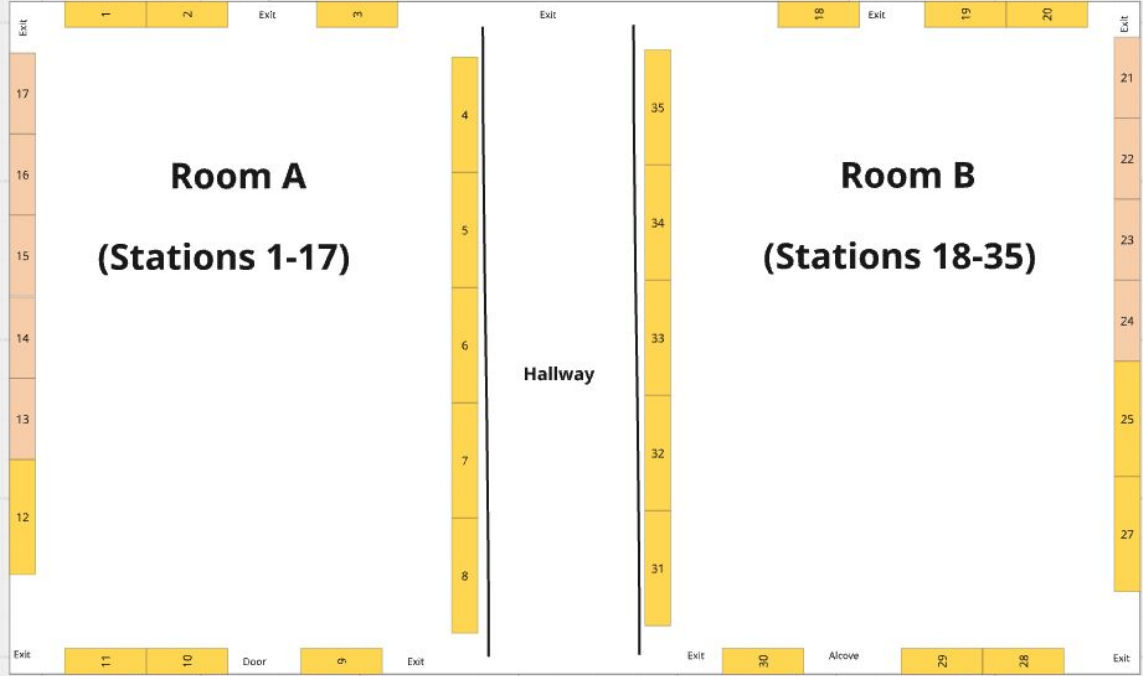 Exit
1
2
Exit
3
Exit
18
Exit
19
20
Exit
17
16
15
14
13
12
Room A
(Stations 1-17)
4
5
6
7
8
Hallway
35
34
33
32
31
Room B
(Stations 18-35)
21
22
23
24
25
27
Exit
11
10
Door
9
Exit
Exit
30
Alcove
29
28
Exit